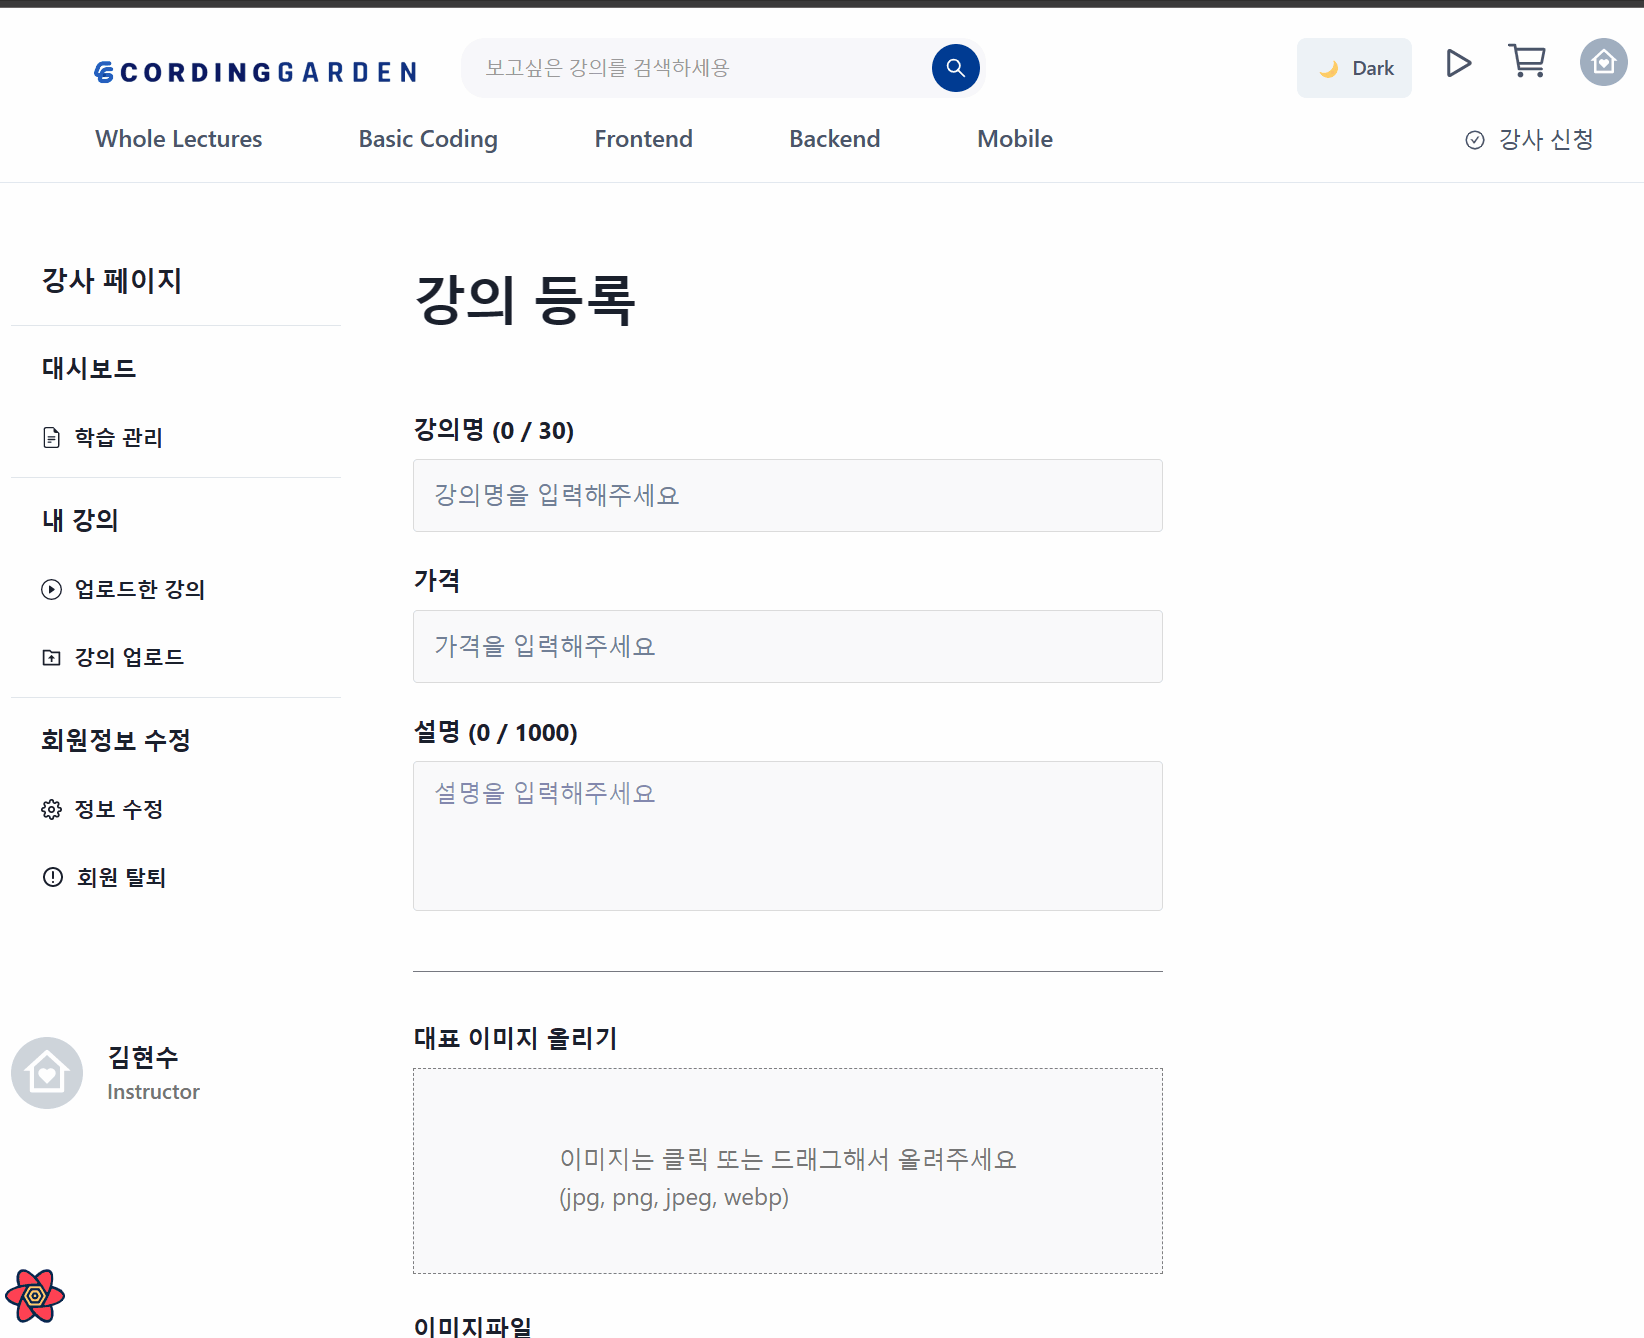 CORDINGGARDEN
보고싶은 강의를 검색하세용
Dark
Whole Lectures
Basic Coding
Frontend
Backend
Mobile
강사 신청
강사 페이지
대시보드
학습 관리
내 강의
업로드한 강의
강의 업로드
회원정보 수정
정보 수정
회원 탈퇴
김현수
Instructor
강의 등록
강의명 (0 / 30)
강의명을 입력해주세요
가격
가격을 입력해주세요
설명 (0 / 1000)
설명을 입력해주세요
대표 이미지 올리기
이미지는 클릭 또는 드래그해서 올려주세요
(jpg, png, jpeg, webp)
이미지파일